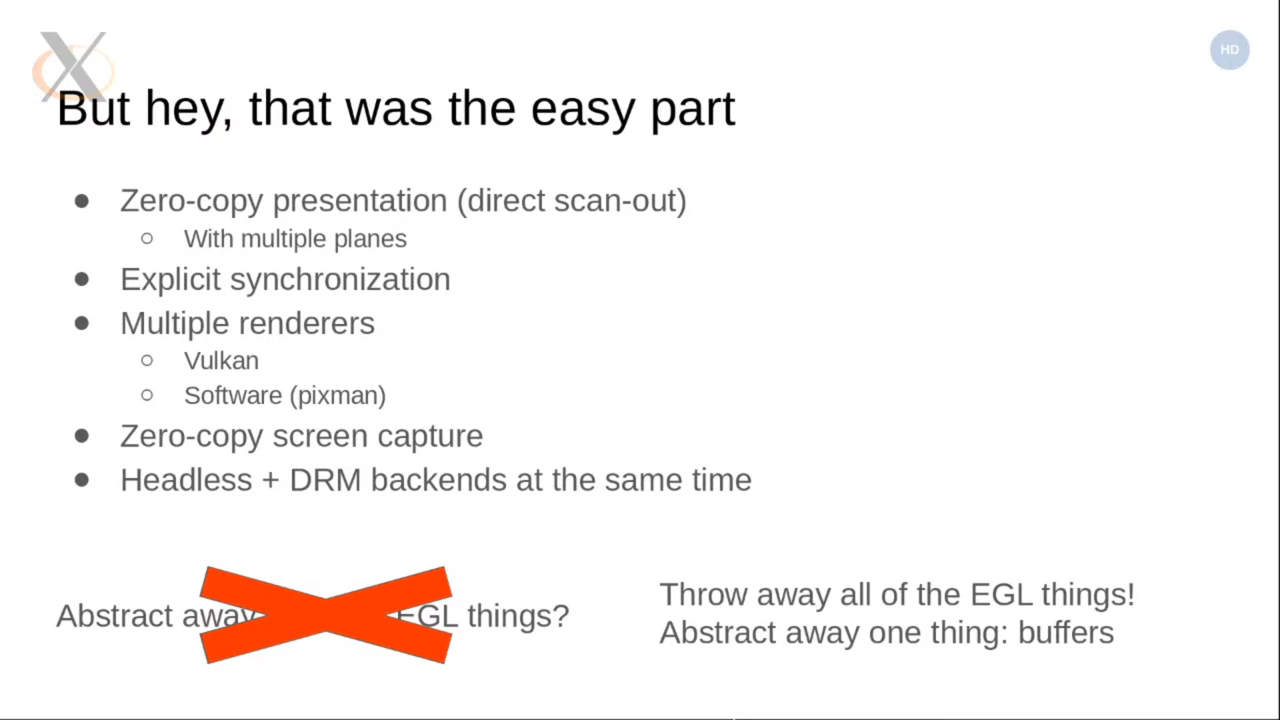 HD
But hey, that was the easy part
Zero-copy presentation (direct scan-out)
With multiple planes
Explicit synchronization
Multiple renderers
Vulkan
Software (pixman)
Zero-copy screen capture
Headless + DRM backends at the same time
Abstract away EGL things?
Throw away all of the EGL things!
Abstract away one thing: buffers